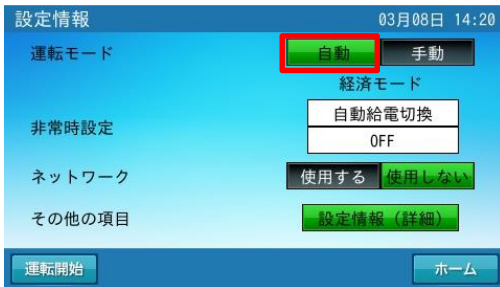 設定情報 03月08日 14:20
運転モード 自動 手動
経済モード
非常時設定 自動給電切換
OFF
ネットワーク 使用する 使用しない
その他の項目 設定情報（詳細）
運転開始 ホーム